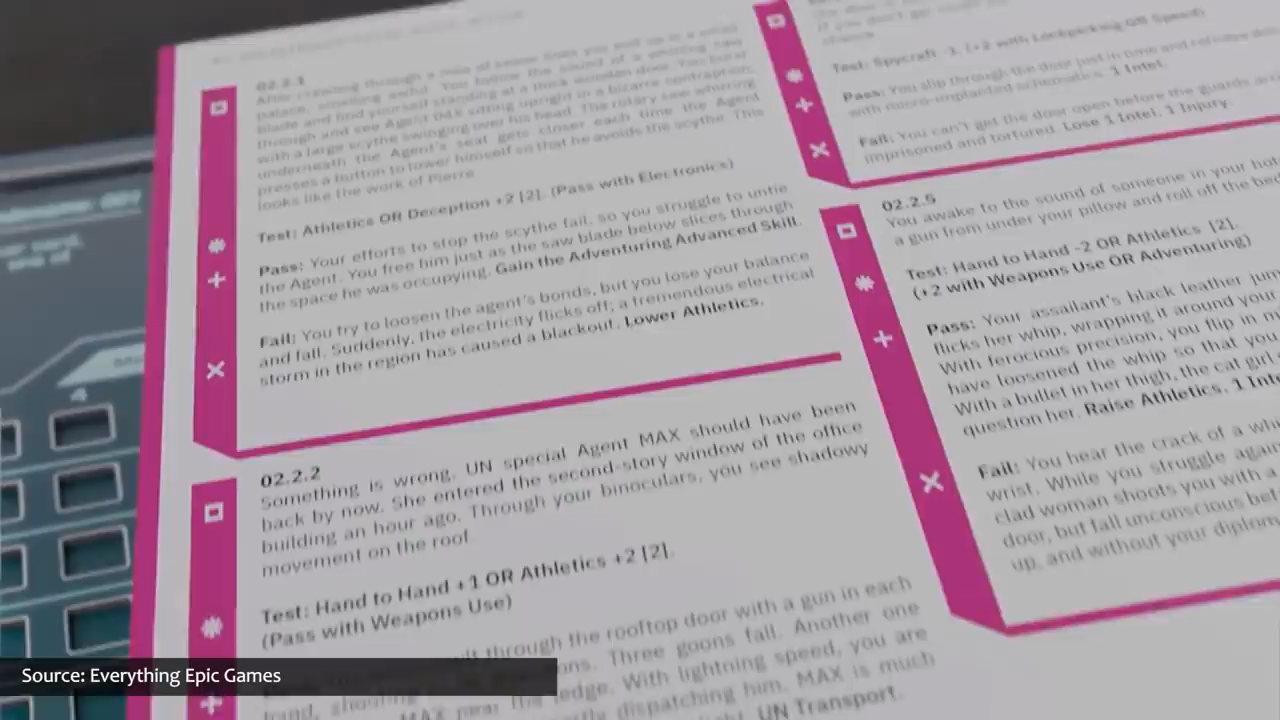 02.2.1
After crawling through a
palace, smelling awful. You follow the sound of a whirring saw
blade and find yourself standing at a thick wooden door. You burst
through and see Agent MAX sitting upright in a bizarre contraption,
with a large scythe swinging over his head. The rotary saw whirring
underneath the Agent's seat gets closer each time the Agent
presses a button to lower himself so that he avoids the scythe. This
looks like the work of Pierre.
Test: Athletics OR Deception +2 [2]. (Pass with Electronics)
Pass: Your efforts to stop the scythe fail, so you struggle to untie
the Agent. You free him just as the saw blade below slices through
the space he was occupying. Gain the Adventuring Advanced Skill.
Fail: You try to loosen the agent's bonds, but you lose your balance
and fall. Suddenly, the electricity flicks off; a tremendous electrical
storm in the region has caused a blackout. Lower Athletics.
02.2.2
Something is wrong. UN special Agent MAX should have been
back by now. She entered the second-story window of the office
building an hour ago. Through your binoculars, you see shadowy
movement on the roof.
Test: Hand to Hand +1 OR Athletics +2 [2].
(Pass with Weapons Use)
through the rooftop door with a gun in each
hand, Three goons fall. Another one
MAX near the ledge. With lightning speed, you are
dispatching him. MAX is much
UN Transport.
Test: Spycraft -1. (+2 with Lockpicking OR Speed)
Pass: You slip through the door just in time and
with micro-implanted schematics. 1 Intel.
Fail: You can't get the door open before the guards
imprisoned and tortured. Lose 1 Intel, 1 Injury.
02.2.5
You awake to the sound of someone in your
a gun from under your pillow and roll off the bed
Test: Hand to Hand -2 OR Athletics [2].
(+2 with Weapons Use OR Adventuring)
Pass: Your assailant's black leather
flicks her whip, wrapping it around your
With ferocious precision, you flip in
have loosened the whip so that you
With a bullet in her thigh, the cat girl
question her. Raise Athletics, 1
Fail: You hear the crack of a
wrist. While you struggle
clad woman shoots you with a
door, but fall unconscious
up, and without your
Source: Everything Epic Games